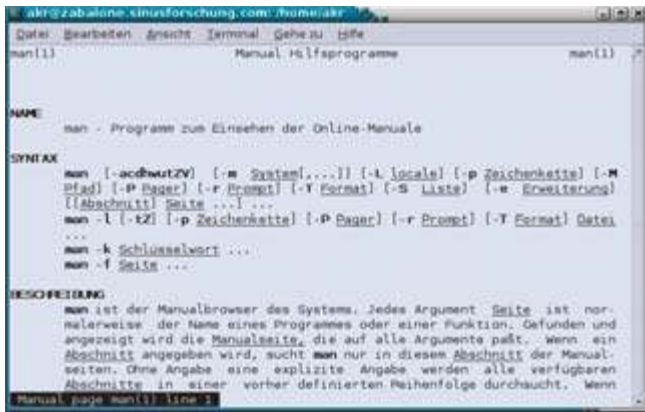 akr@zabalone.sinusforschung.com: /home/akr
Datei Bearbeiten Ansicht Terminal Gehe zu Hilfe
man(1) Manual Hilfsprogramme man(1)
NAME
man - Programm zum Einsehen der Online-Manuale
SYNTAX
man [-acdhwutZV] [-m System[,...]] [-L locale] [-p Zeichenkette] [-M
Pfad] [-P Pager] [-r Prompt] [-T Format] [-S Liste] [-e Erweiterung]
[[Abschnitt] Seite ...] ...
man -l [-tZ] [-p Zeichenkette] [-P Pager] [-r Prompt] [-T Format] Datei
...
man -k Schlüsselwort ...
man -f Seite ...
BESCHREIBUNG
man ist der Manualbrowser des Systems. Jedes Argument Seite ist nor-
malerweise der Name eines Programmes oder einer Funktion. Gefunden und
angezeigt wird die Manualseite, die auf alle Argumente paßt. Wenn ein
Abschnitt angegeben wird, sucht man nur in diesem Abschnitt der Manual-
seiten. Ohne Angabe eine explizite Angabe werden alle verfügbaren
Abschnitte in einer vorher definierten Reihenfolge durchsucht. Wenn
Manual page man(1) line 1